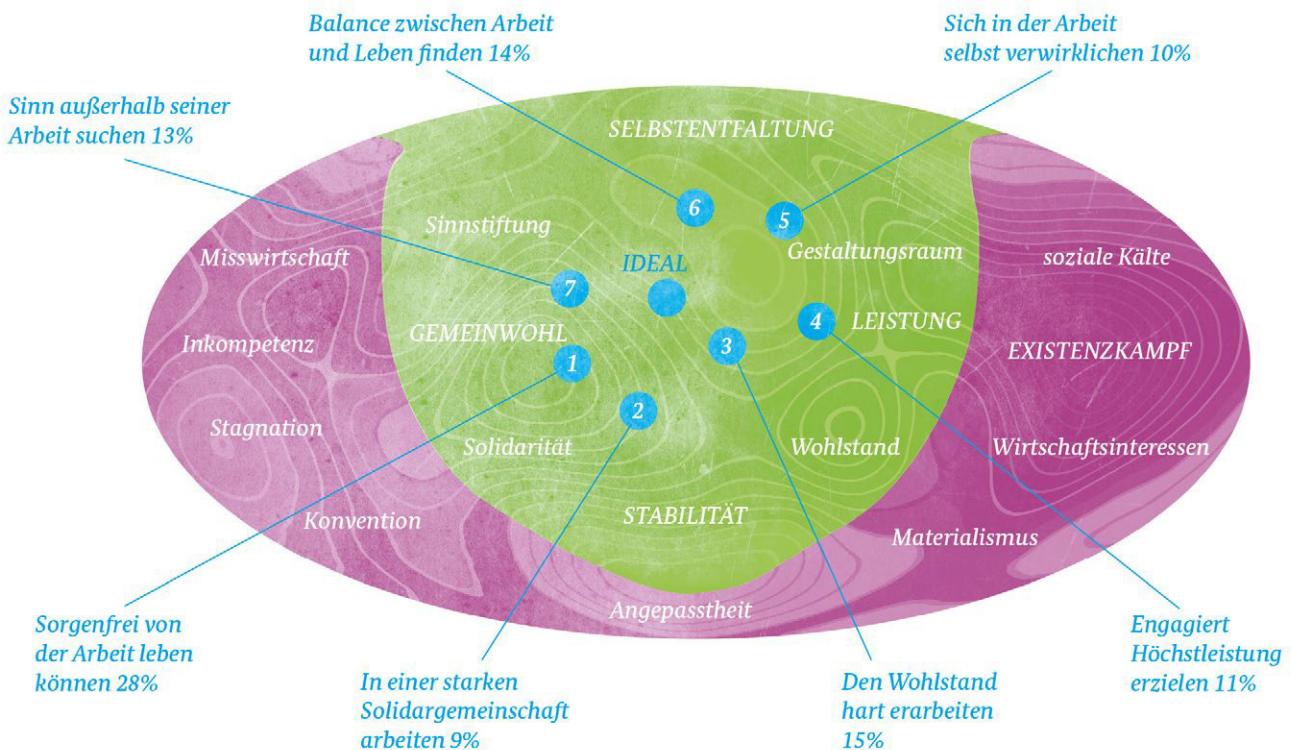 Balance zwischen Arbeit
und Leben finden 14%
Sich in der Arbeit
selbst verwirklichen 10%
Sinn außerhalb seiner
Arbeit suchen 13%
SELBSTENTFALTUNG
6
5
Sinnstiftung
Gestaltungsraum
Misswirtschaft
soziale Kälte
IDEAL
7
4
LEISTUNG
GEMEINWOHL
3
Inkompetenz
EXISTENZKAMPF
1
2
Stagnation
Solidarität
Wohlstand
Wirtschaftsinteressen
Konvention
STABILITÄT
Materialismus
Angepasstheit
Sorgenfrei von
der Arbeit leben
können 28%
In einer starken
Solidargemeinschaft
arbeiten 9%
Den Wohlstand
hart erarbeiten
15%
Engagiert
Höchstleistung
erzielen 11%